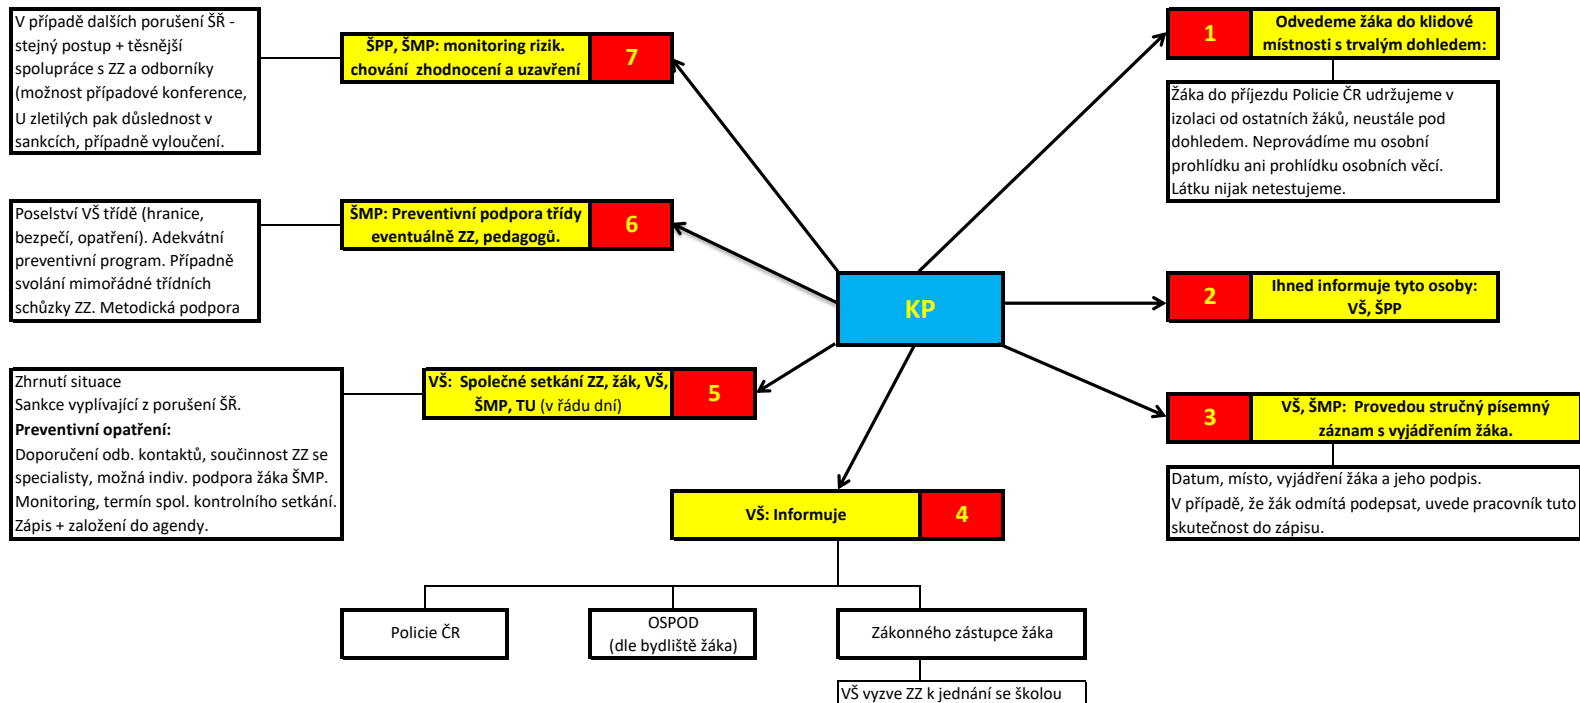 KP
1
Odvedeme žáka do klidové
místnosti s trvalým dohledem:
Žáka do příjezdu Policie ČR udržujeme v
izolaci od ostatních žáků, neustále pod
dohledem. Neprovádíme mu osobní
prohlídku ani prohlídku osobních věcí.
Látku nijak netestujeme.
2
Ihned informuje tyto osoby:
VŠ, ŠPP
3
VŠ, ŠMP:  Provedou stručný písemný
záznam s vyjádřením žáka.
Datum, místo, vyjádření žáka a jeho podpis.
V případě, že žák odmítá podepsat, uvede pracovník tuto
skutečnost do zápisu.
VŠ: Informuje
4
Policie ČR
OSPOD
(dle bydliště žáka)
Zákonného zástupce žáka
VŠ vyzve ZZ k jednání se školou
VŠ:  Společné setkání ZZ, žák, VŠ,
ŠMP, TU (v řádu dní)
5
Zhrnutí situace
Sankce vyplívající z porušení ŠŘ.
Preventivní opatření:
Doporučení odb. kontaktů, součinnost ZZ se
specialisty, možná indiv. podpora žáka ŠMP.
Monitoring, termín spol. kontrolního setkání.
Zápis + založení do agendy.
ŠMP: Preventivní podpora třídy
eventuálně ZZ, pedagogů.
6
Poselství VŠ třídě (hranice,
bezpečí, opatření). Adekvátní
preventivní program. Případně
svolání mimořádné třídních
schůzky ZZ. Metodická podpora
ŠPP, ŠMP: monitoring rizik.
chování  zhodnocení a uzavření
7
V případě dalších porušení ŠŘ -
stejný postup + těsnější
spolupráce s ZZ a odborníky
(možnost případové konference,
U zletilých pak důslednost v
sankcích, případně vyloučení.